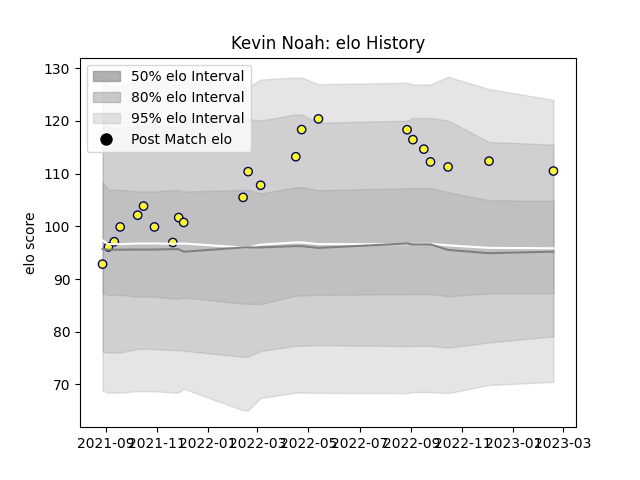 Kevin Noah: elo History
130
120
110
100
90
80
70
elo score
50% elo Interval
80% elo Interval
95% elo Interval
Post Match elo
2021-09 2021-11 2022-01 2022-03 2022-05 2022-07 2022-09 2022-11 2023-01 2023-03